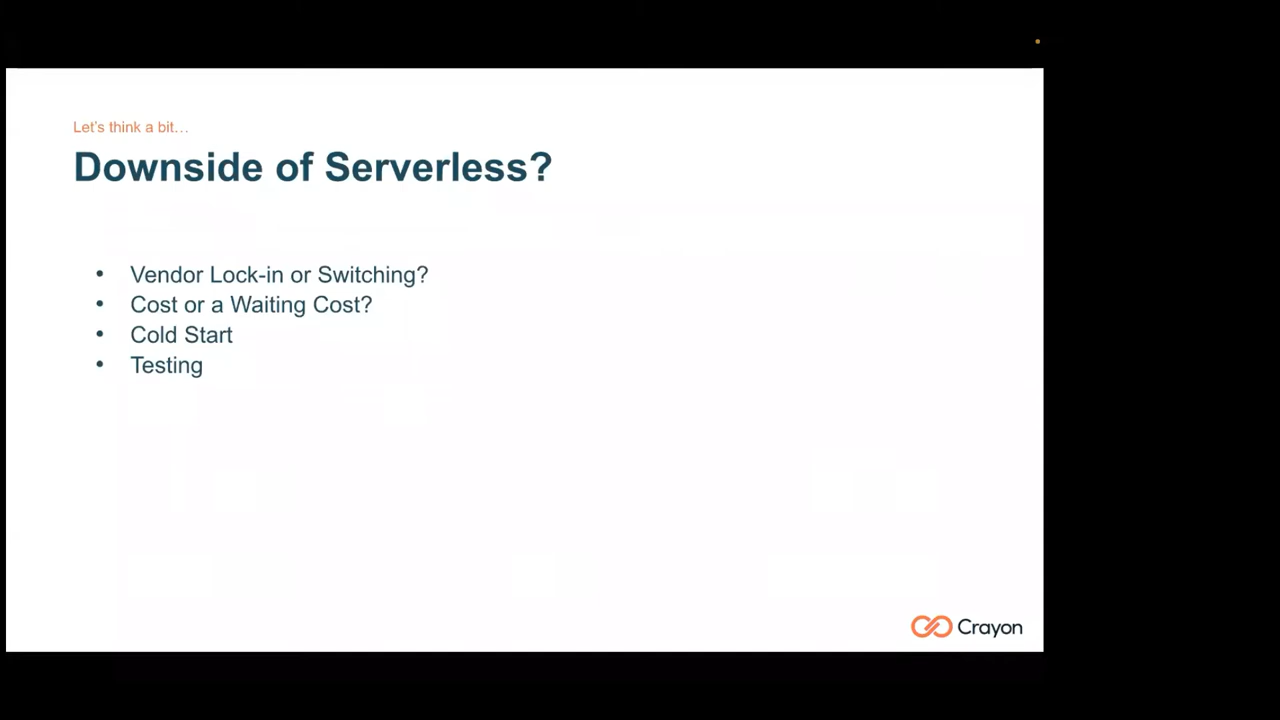 Let's think a bit…
Downside of Serverless?
• Vendor Lock-in or Switching?
• Cost or a Waiting Cost?
• Cold Start
• Testing
Crayon